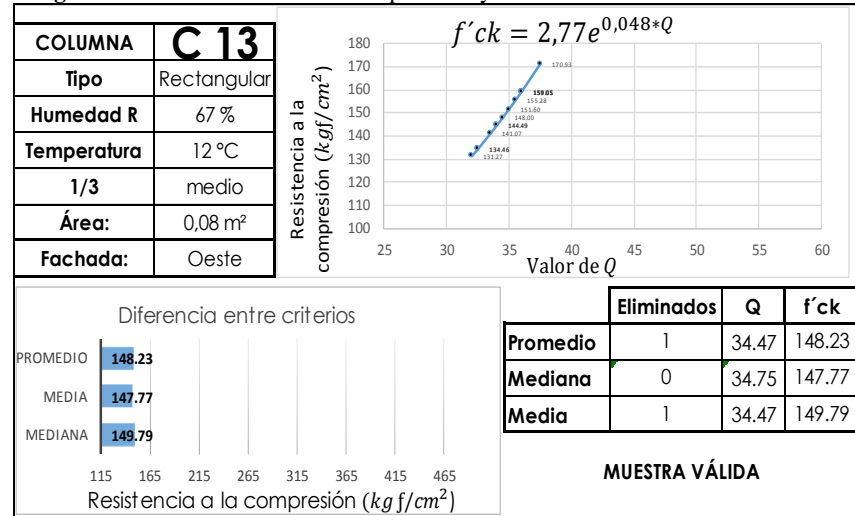 COLUMNA C 13
Tipo Rectangular
Humedad R 67 %
Temperatura 12 °C
1/3 medio
Área: 0,08 m²
Fachada: Oeste
f´ck = 2,77e^0,048*Q
Resistencia a la
compresión (kgf/cm²)
180
170
160
150
140
130
120
110
100
170.93
159.05
155.28
151.60
148.00
144.49
141.07
134.46
131.27
25 30 35 40 45 50 55 60
Valor de Q
Diferencia entre criterios
PROMEDIO 148.23
MEDIA 147.77
MEDIANA 149.79
115 165 215 265 315 365 415 465
Resistencia a la compresión (kgf/cm²)
Eliminados Q f´ck
Promedio 1 34.47 148.23
Mediana 0 34.75 147.77
Media 1 34.47 149.79
MUESTRA VÁLIDA